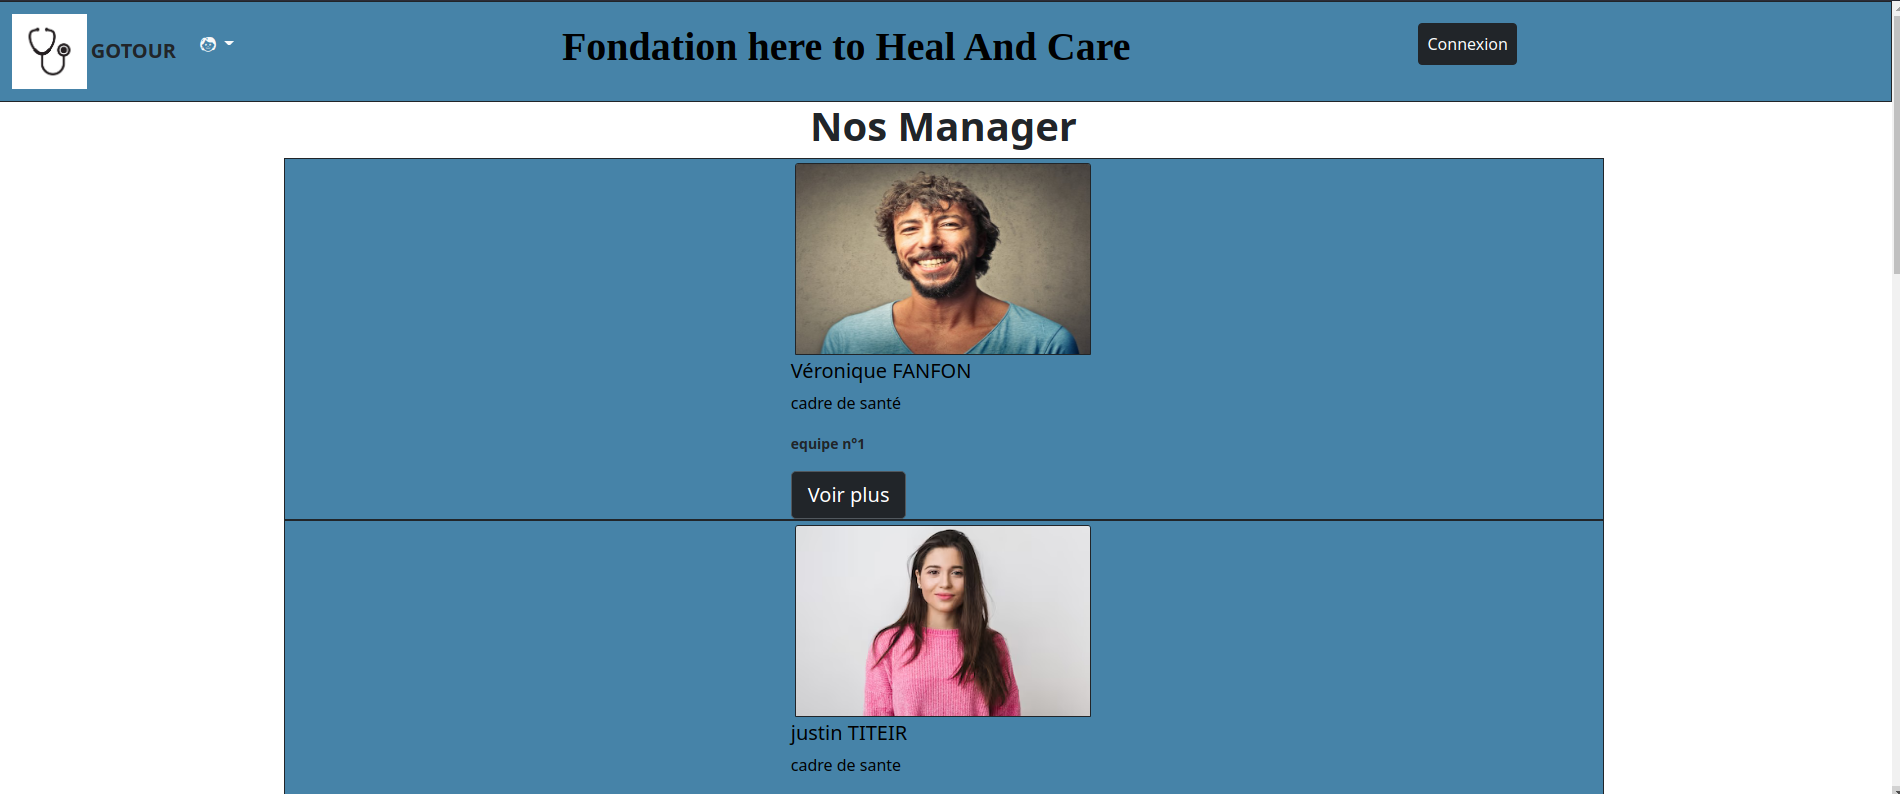 GOTOUR
Fondation here to Heal And Care
Connexion
Nos Manager
Véronique FANFON
cadre de santé
equipe n°1
Voir plus
justin TITEIR
cadre de sante